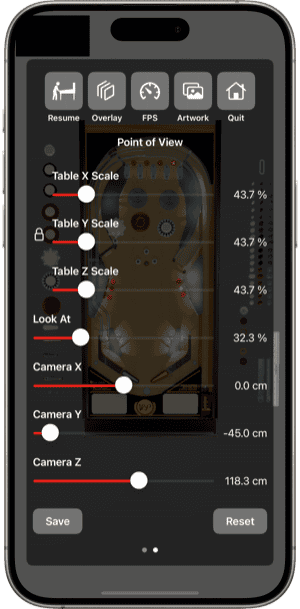 Resume Overlay FPS Artwork Quit
Point of View
Table X Scale
43.7 %
Table Y Scale
43.7 %
Table Z Scale
43.7 %
Look At
32.3 %
Camera X
0.0 cm
Camera Y
-45.0 cm
Camera Z
118.3 cm
Save Reset